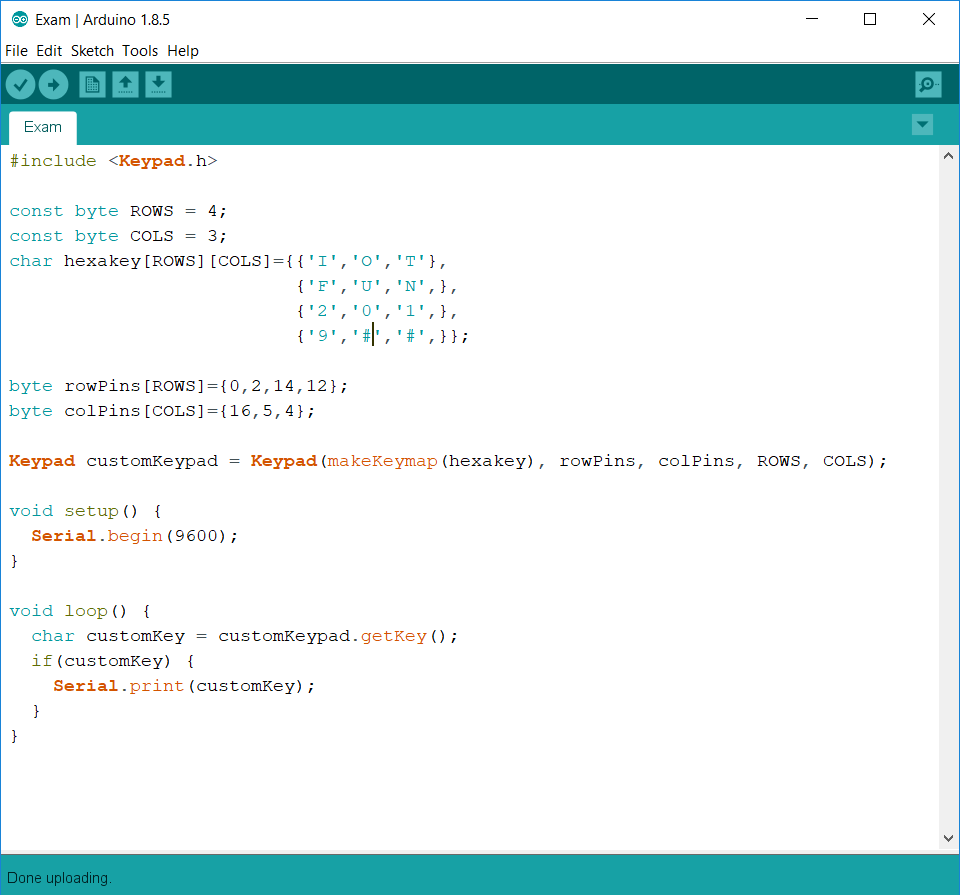 Exam | Arduino 1.8.5
File Edit Sketch Tools Help
Exam
#include <Keypad.h>
const byte ROWS = 4;
const byte COLS = 3;
char hexakey[ROWS][COLS]={{'I','O','T'},
{'F','U','N',},
{'2','0','1',},
{'9','#','#',}};
byte rowPins[ROWS]={0,2,14,12};
byte colPins[COLS]={16,5,4};
Keypad customKeypad = Keypad(makeKeymap(hexakey), rowPins, colPins, ROWS, COLS);
void setup() {
Serial.begin(9600);
}
void loop() {
char customKey = customKeypad.getKey();
if(customKey) {
Serial.print(customKey);
}
}
Done uploading.